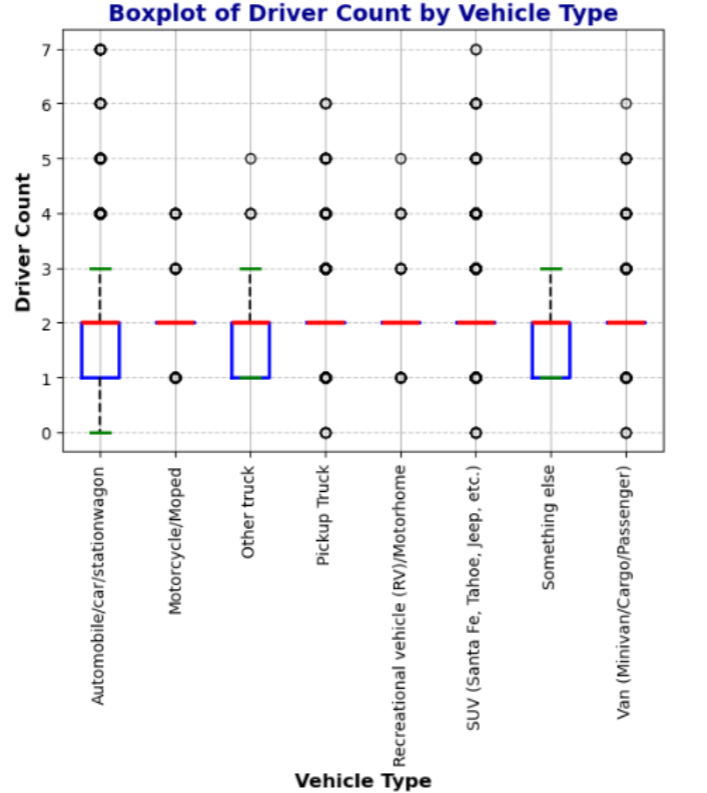 Boxplot of Driver Count by Vehicle Type
Driver Count
7
6
5
4
3
2
1
0
Automobile/car/stationwagon
Motorcycle/Moped
Other truck
Pickup Truck
Recreational vehicle (RV)/Motorhome
SUV (Santa Fe, Tahoe, Jeep, etc.)
Something else
Van (Minivan/Cargo/Passenger)
Vehicle Type